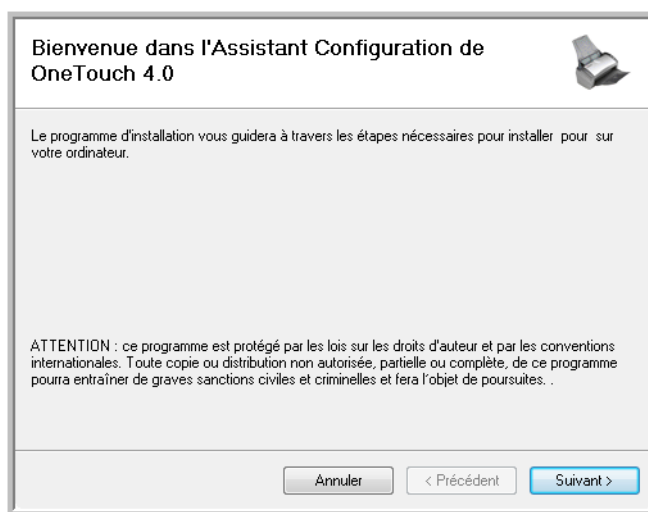 Bienvenue dans l'Assistant Configuration de
OneTouch 4.0
Le programme d'installation vous guidera à travers les étapes nécessaires pour installer  pour  sur
votre ordinateur.
ATTENTION : ce programme est protégé par les lois sur les droits d'auteur et par les conventions
internationales. Toute copie ou distribution non autorisée, partielle ou complète, de ce programme
pourra entraîner de graves sanctions civiles et criminelles et fera l'objet de poursuites. .
Annuler
< Précédent
Suivant >